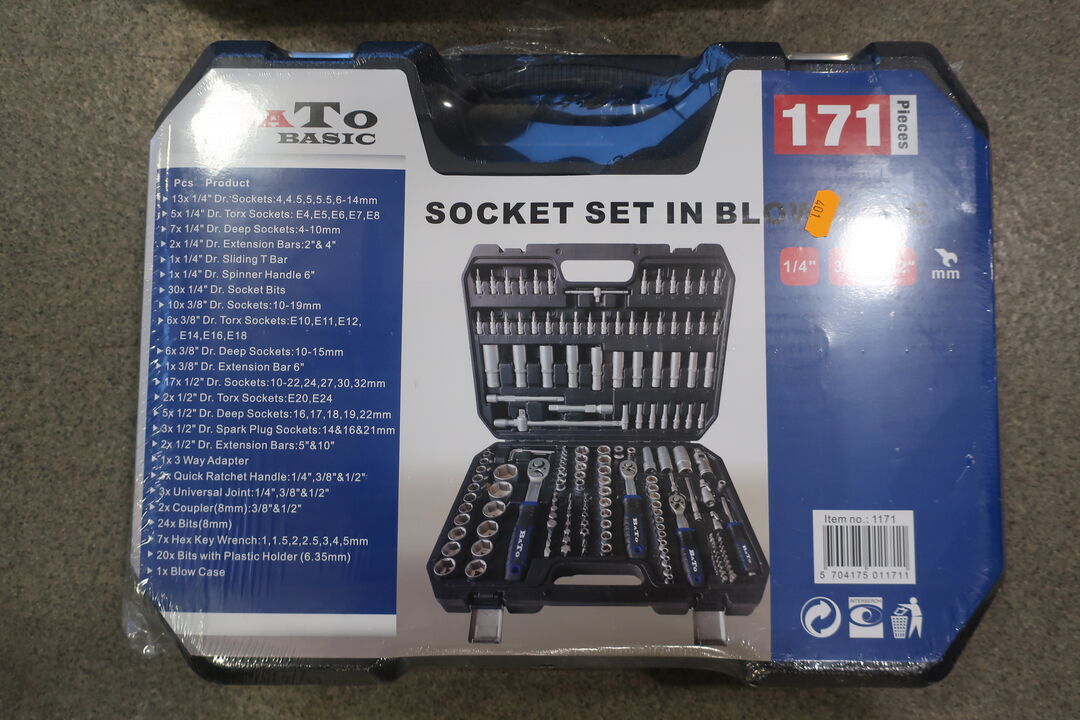 ATo
BASIC
171
Pieces
Pcs Product
13x 1/4" Dr. Sockets:4,4.5,5,5.5,6-14mm
5x 1/4" Dr. Torx Sockets: E4,E5,E6,E7,E8
7x 1/4" Dr. Deep Sockets:4-10mm
2x 1/4" Dr. Extension Bars:2"& 4"
1x 1/4" Dr. Sliding T Bar
1x 1/4" Dr. Spinner Handle 6"
30x 1/4" Dr. Socket Bits
10x 3/8" Dr. Sockets:10-19mm
6x 3/8" Dr. Torx Sockets:E10,E11,E12,
E14,E16,E18
6x 3/8" Dr. Deep Sockets:10-15mm
1x 3/8" Dr. Extension Bar 6"
17x 1/2" Dr. Sockets:10-22,24,27,30,32mm
2x 1/2" Dr. Torx Sockets:E20,E24
5x 1/2" Dr. Deep Sockets:16,17,18,19,22mm
3x 1/2" Dr. Spark Plug Sockets:14&16&21mm
2x 1/2" Dr. Extension Bars:5"&10"
1x 3 Way Adapter
3x Quick Ratchet Handle:1/4",3/8"&1/2"
3x Universal Joint:1/4",3/8"&1/2"
2x Coupler(8mm):3/8"&1/2"
24x Bits(8mm)
7x Hex Key Wrench:1,1.5,2,2.5,3,4,5mm
20x Bits with Plastic Holder (6.35mm)
1x Blow Case
SOCKET SET IN
401
1/4"
mm
BATo
BATo
BATo
BATo
Item no.: 1171
5 704175 011711
INTERSEROH